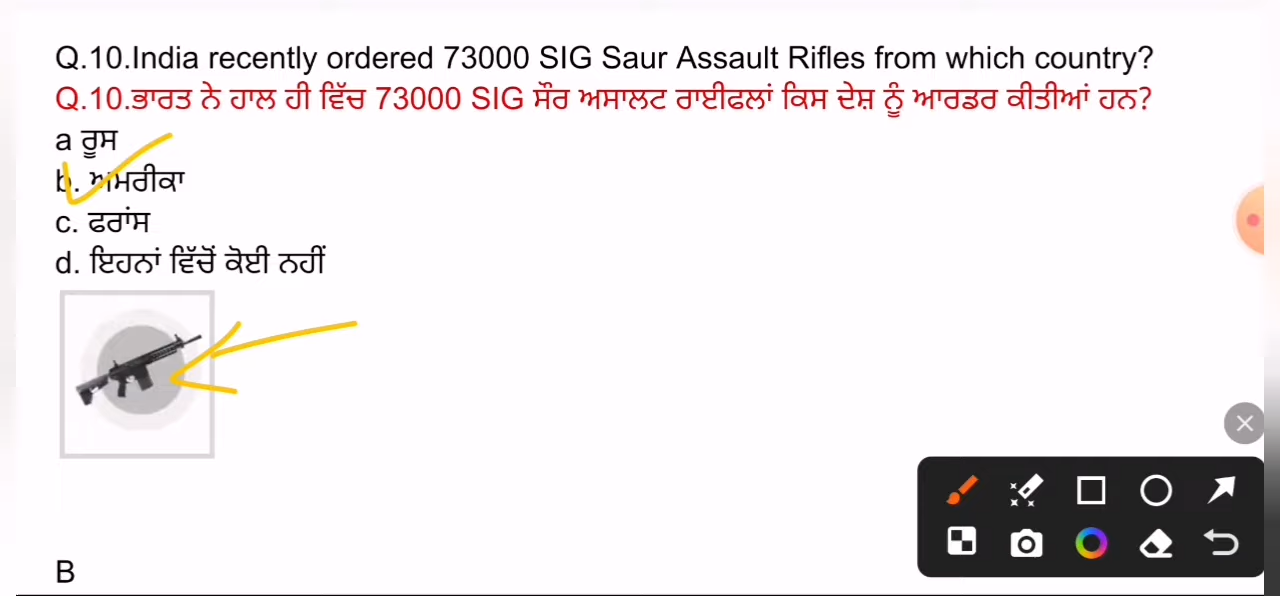 Q.10.India recently ordered 73000 SIG Saur Assault Rifles from which country?
Q.10.ਭਾਰਤ ਨੇ ਹਾਲ ਹੀ ਵਿੱਚ 73000 SIG ਸੌਰ ਅਸਾਲਟ ਰਾਈਫਲਾਂ ਕਿਸ ਦੇਸ਼ ਨੂੰ ਆਰਡਰ ਕੀਤੀਆਂ ਹਨ?
a ਰੂਸ
b. ਅਮਰੀਕਾ
c. ਫਰਾਂਸ
d. ਇਹਨਾਂ ਵਿੱਚੋਂ ਕੋਈ ਨਹੀਂ
B